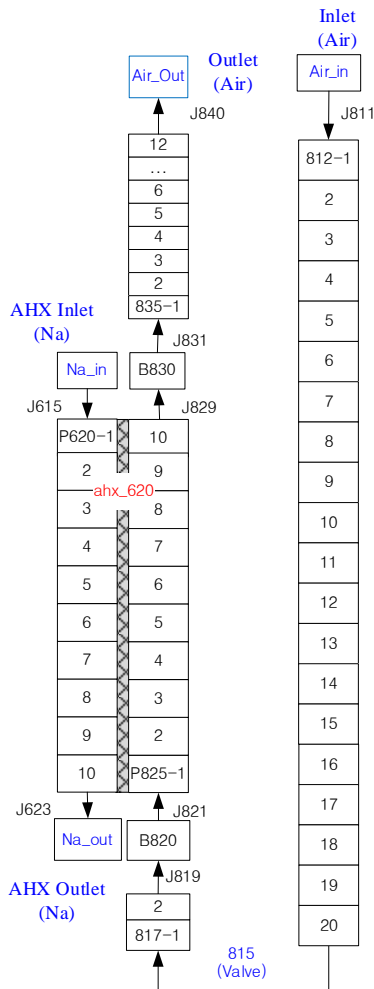 Inlet
(Air)
Air_in
J811
812-1
2
3
4
5
6
7
8
9
10
11
12
13
14
15
16
17
18
19
20
Outlet
(Air)
Air_Out
J840
12
...
6
5
4
3
2
835-1
J831
B830
J829
AHX Inlet
(Na)
Na_in
J615
P620-1
2
3
4
5
6
7
8
9
10
ahx_620
10
9
8
7
6
5
4
3
2
P825-1
J623
Na_out
AHX Outlet
(Na)
J821
B820
J819
2
817-1
815
(Valve)